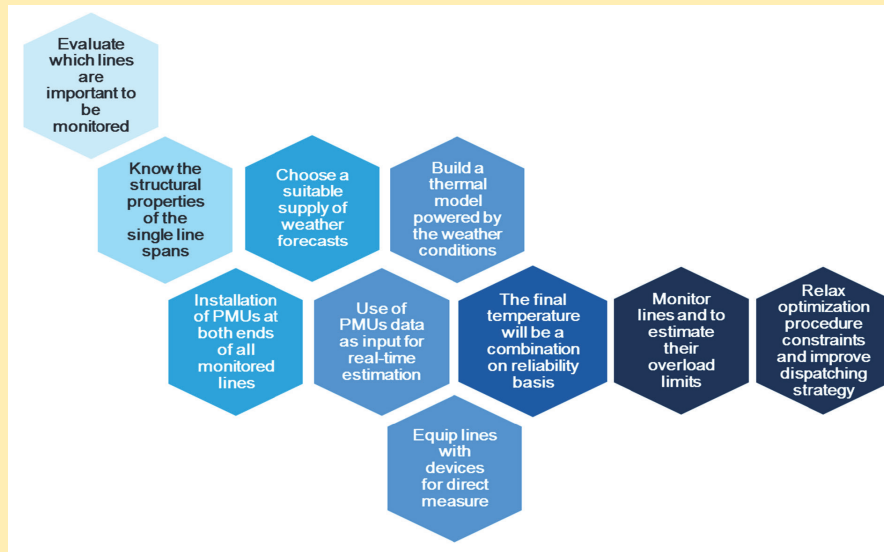 Evaluate
which lines
are
important to
be
monitored
Know the
structural
properties
of the
single line
spans
Choose a
suitable
supply of
weather
forecasts
Build a
thermal
model
powered by
the weather
conditions
Installation
of PMUs at
both ends
of all
monitored
lines
Use of
PMUs data
as input for
real-time
estimation
The final
temperature
will be a
combination
on reliability
basis
Monitor
lines and to
estimate
their
overload
limits
Relax
optimization
procedure
constraints
and improve
dispatching
strategy
Equip lines
with
devices
for direct
measure